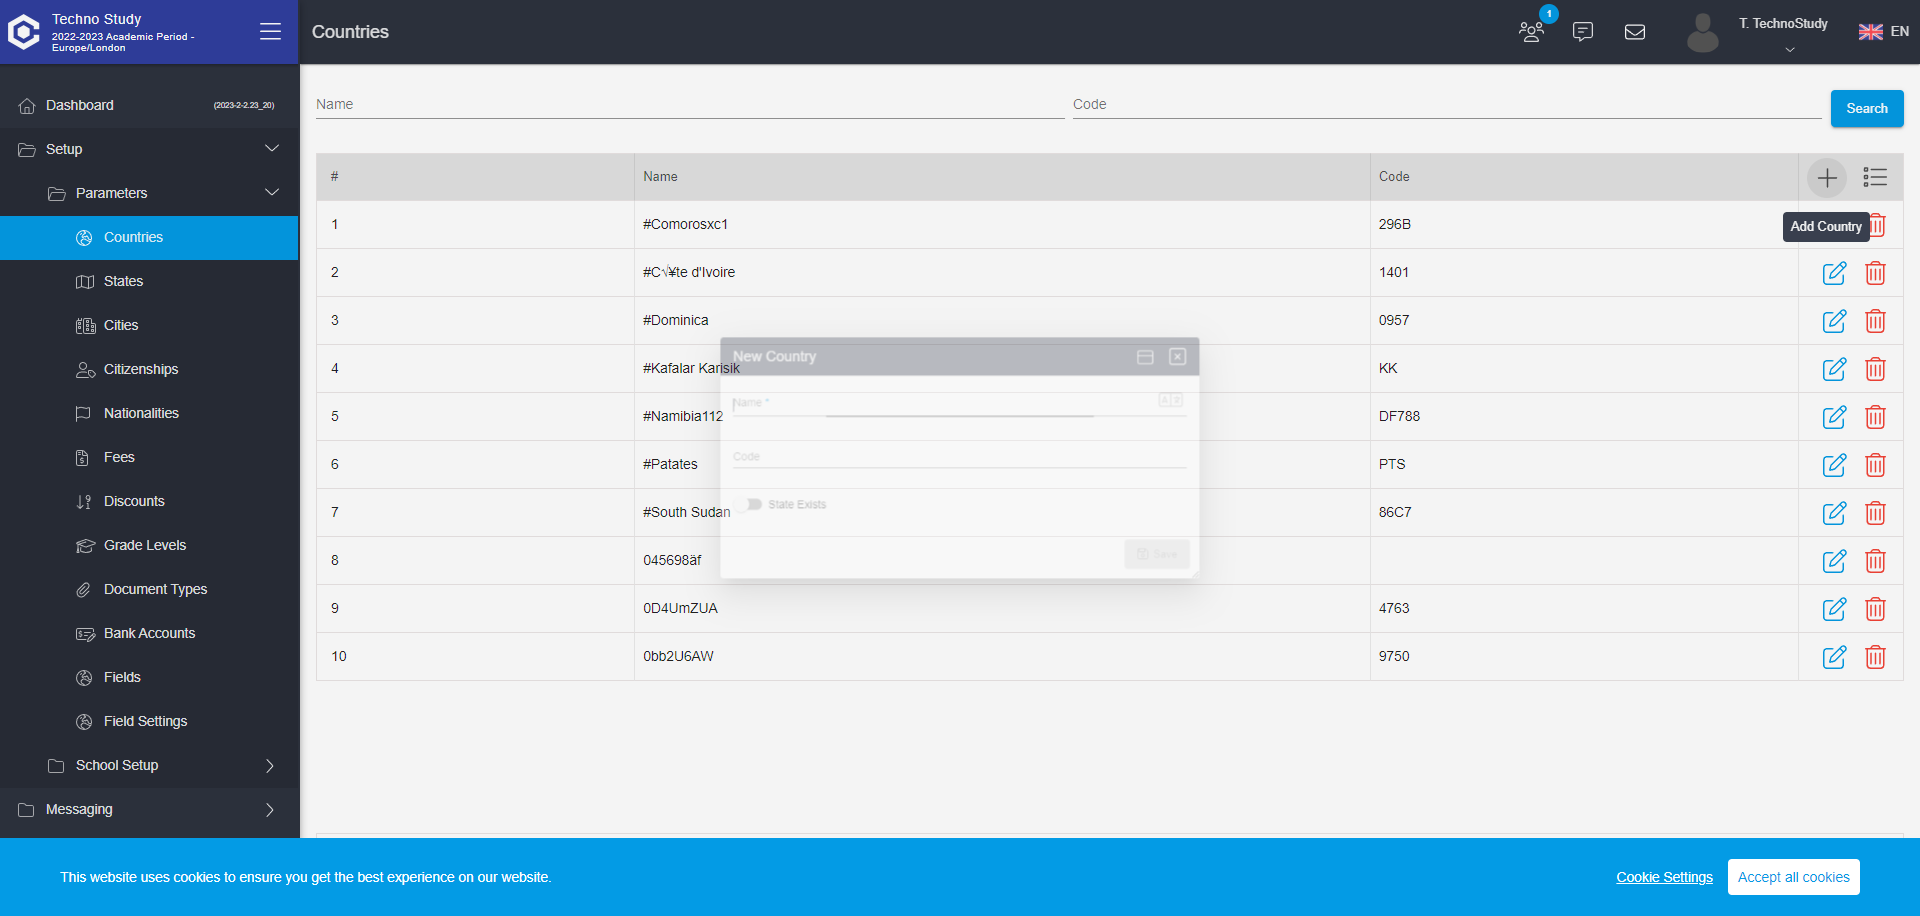 Techno Study
2022-2023 Academic Period -
Europe/London
Countries
1
T. TechnoStudy
EN
Dashboard
(2023-2-2.23_20)
Setup
Parameters
Countries
States
Cities
Citizenships
Nationalities
Fees
Discounts
Grade Levels
Document Types
Bank Accounts
Fields
Field Settings
School Setup
Messaging
Name
Code
Search
# Name Code
Add Country
1 #Comorosxc1 296B
2 #C√¥te d'Ivoire 1401
3 #Dominica 0957
4 #Kafalar Karisik KK
5 #Namibia112 DF788
6 #Patates PTS
7 #South Sudan 86C7
8 045698äf
9 0D4UmZUA 4763
10 0bb2U6AW 9750
New Country
Name *
Code
State Exists
Save
This website uses cookies to ensure you get the best experience on our website.
Cookie Settings
Accept all cookies